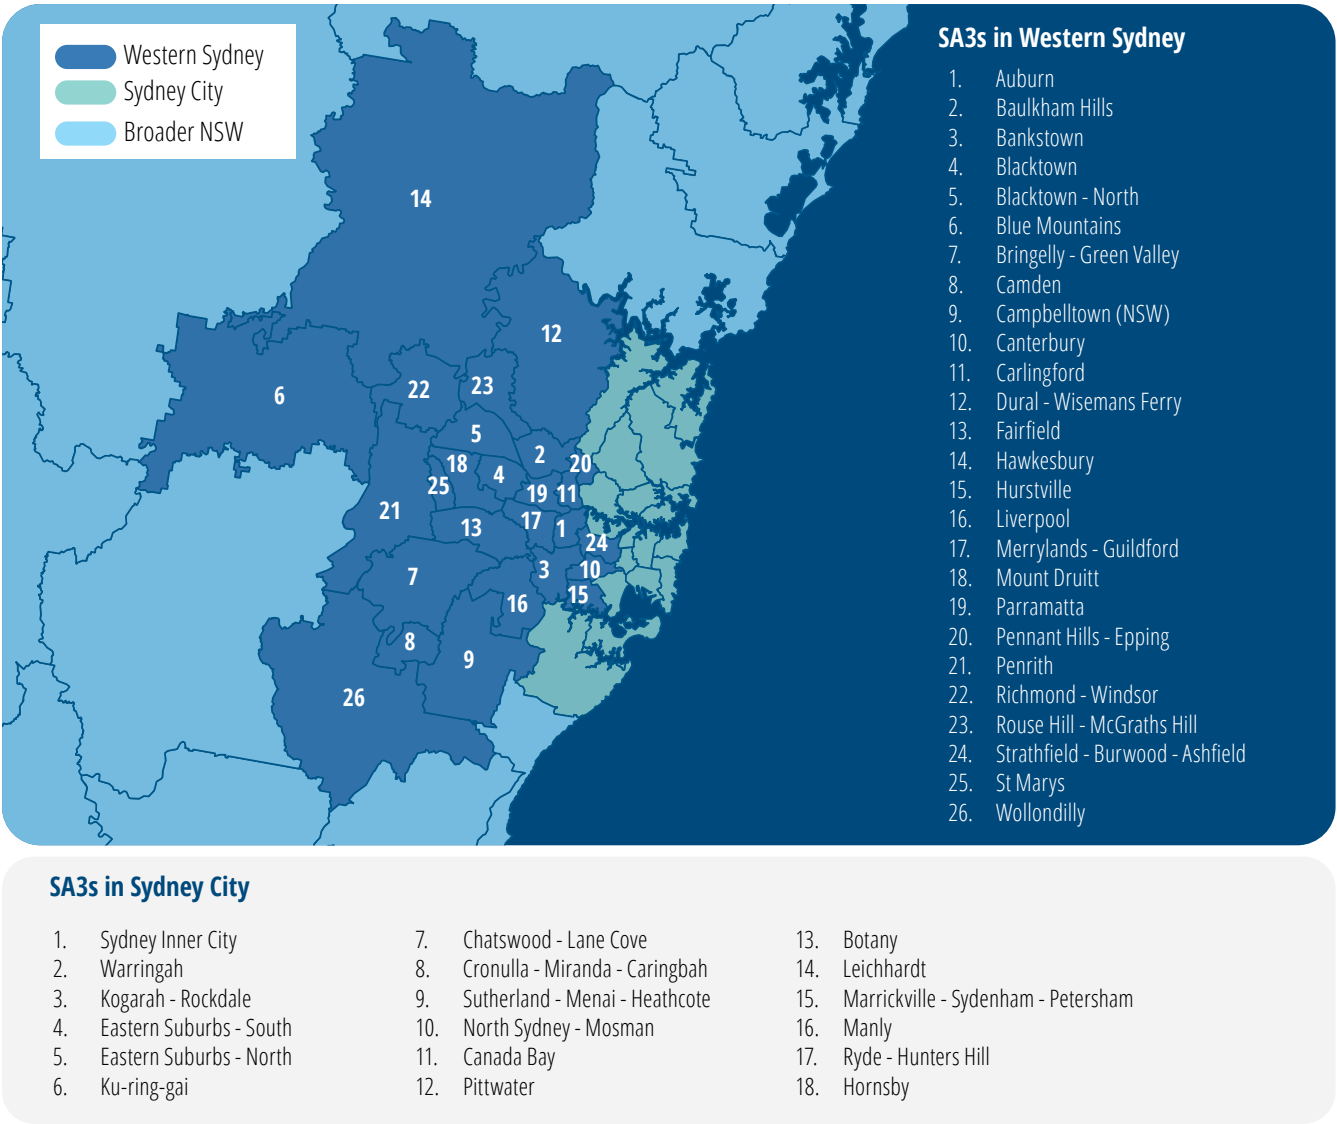 Western Sydney
Sydney City
Broader NSW
14
12
6
22
23
5
2
20
18
4
25
19
11
21
17
1
13
24
3
10
7
15
16
8
9
26
SA3s in Western Sydney
1. Auburn
2. Baulkham Hills
3. Bankstown
4. Blacktown
5. Blacktown - North
6. Blue Mountains
7. Bringelly - Green Valley
8. Camden
9. Campbelltown (NSW)
10. Canterbury
11. Carlingford
12. Dural - Wisemans Ferry
13. Fairfield
14. Hawkesbury
15. Hurstville
16. Liverpool
17. Merrylands - Guildford
18. Mount Druitt
19. Parramatta
20. Pennant Hills - Epping
21. Penrith
22. Richmond - Windsor
23. Rouse Hill - McGraths Hill
24. Strathfield - Burwood - Ashfield
25. St Marys
26. Wollondilly
SA3s in Sydney City
1. Sydney Inner City
2. Warringah
3. Kogarah - Rockdale
4. Eastern Suburbs - South
5. Eastern Suburbs - North
6. Ku-ring-gai
7. Chatswood - Lane Cove
8. Cronulla - Miranda - Caringbah
9. Sutherland - Menai - Heathcote
10. North Sydney - Mosman
11. Canada Bay
12. Pittwater
13. Botany
14. Leichhardt
15. Marrickville - Sydenham - Petersham
16. Manly
17. Ryde - Hunters Hill
18. Hornsby